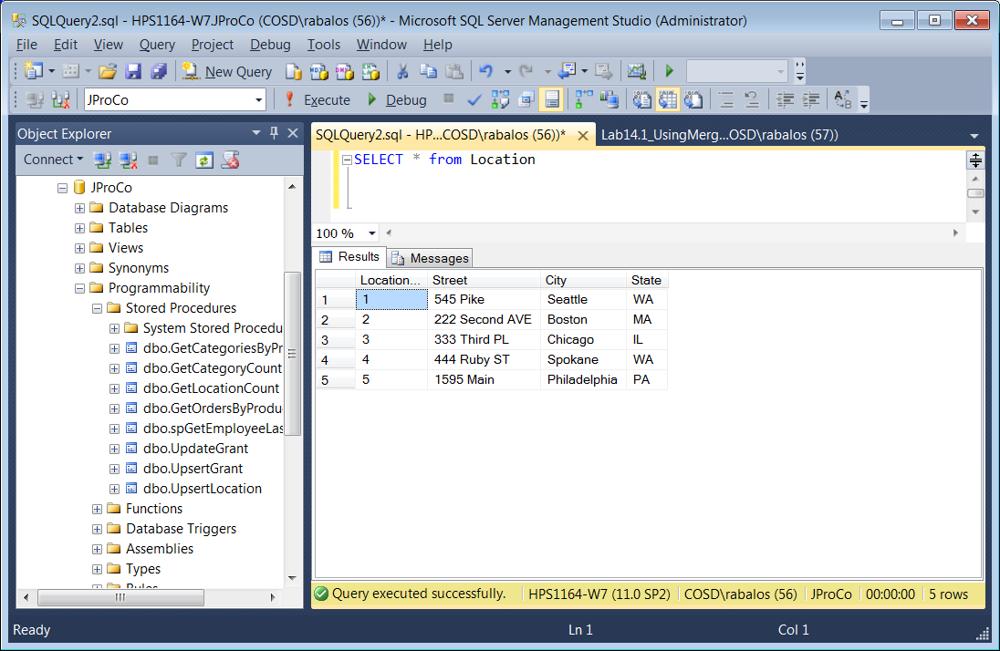 SQLQuery2.sql - HPS1164-W7.JProCo (COSD\rabalos (56))* - Microsoft SQL Server Management Studio (Administrator)
File Edit View Query Project Debug Tools Window Help
New Query
JProCo Execute Debug
Object Explorer
Connect
JProCo
Database Diagrams
Tables
Views
Synonyms
Programmability
Stored Procedures
System Stored Procedu
dbo.GetCategoriesByPr
dbo.GetCategoryCount
dbo.GetLocationCount
dbo.GetOrdersByProdu
dbo.spGetEmployeeLas
dbo.UpdateGrant
dbo.UpsertGrant
dbo.UpsertLocation
Functions
Database Triggers
Assemblies
Types
Rules
SQLQuery2.sql - HP...COSD\rabalos (56))* Lab14.1_UsingMerg...OSD\rabalos (57))
SELECT * from Location
100 %
Results Messages
Location... Street City State
1 1 545 Pike Seattle WA
2 2 222 Second AVE Boston MA
3 3 333 Third PL Chicago IL
4 4 444 Ruby ST Spokane WA
5 5 1595 Main Philadelphia PA
Query executed successfully. HPS1164-W7 (11.0 SP2) COSD\rabalos (56) JProCo 00:00:00 5 rows
Ready Ln 1 Col 1